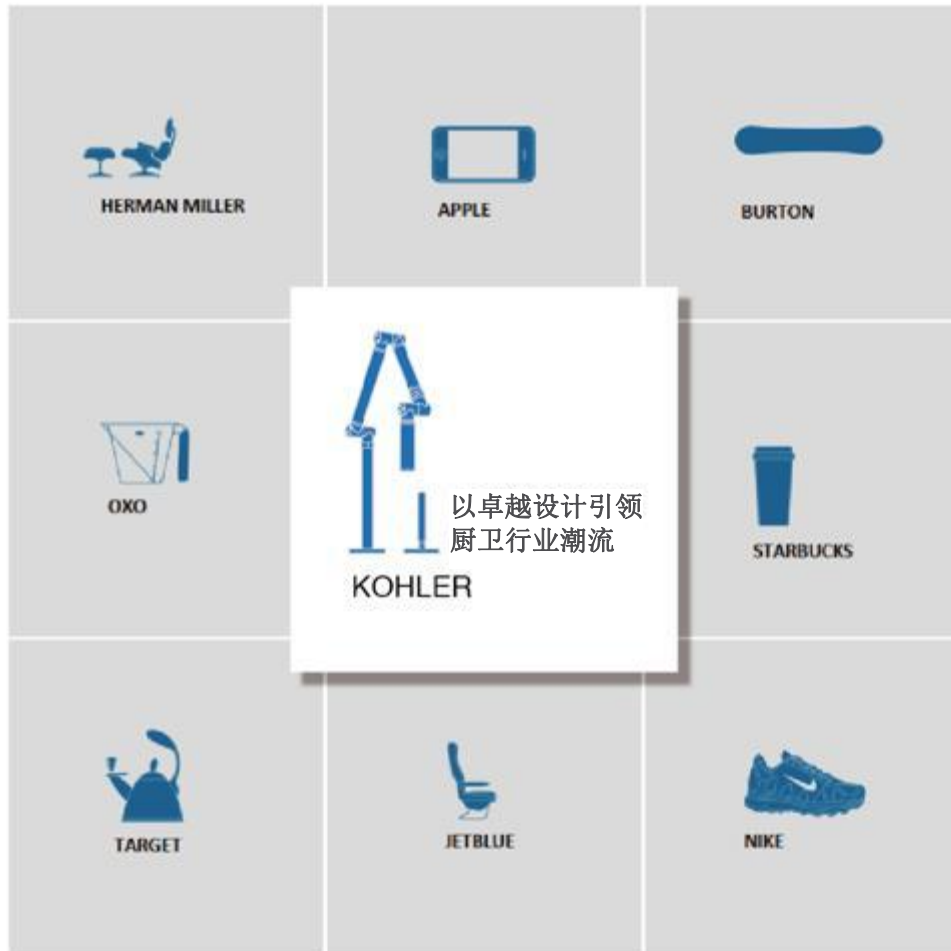 HERMAN MILLER
APPLE
BURTON
OXO
以卓越设计引领
厨卫行业潮流
KOHLER
STARBUCKS
TARGET
JETBLUE
NIKE